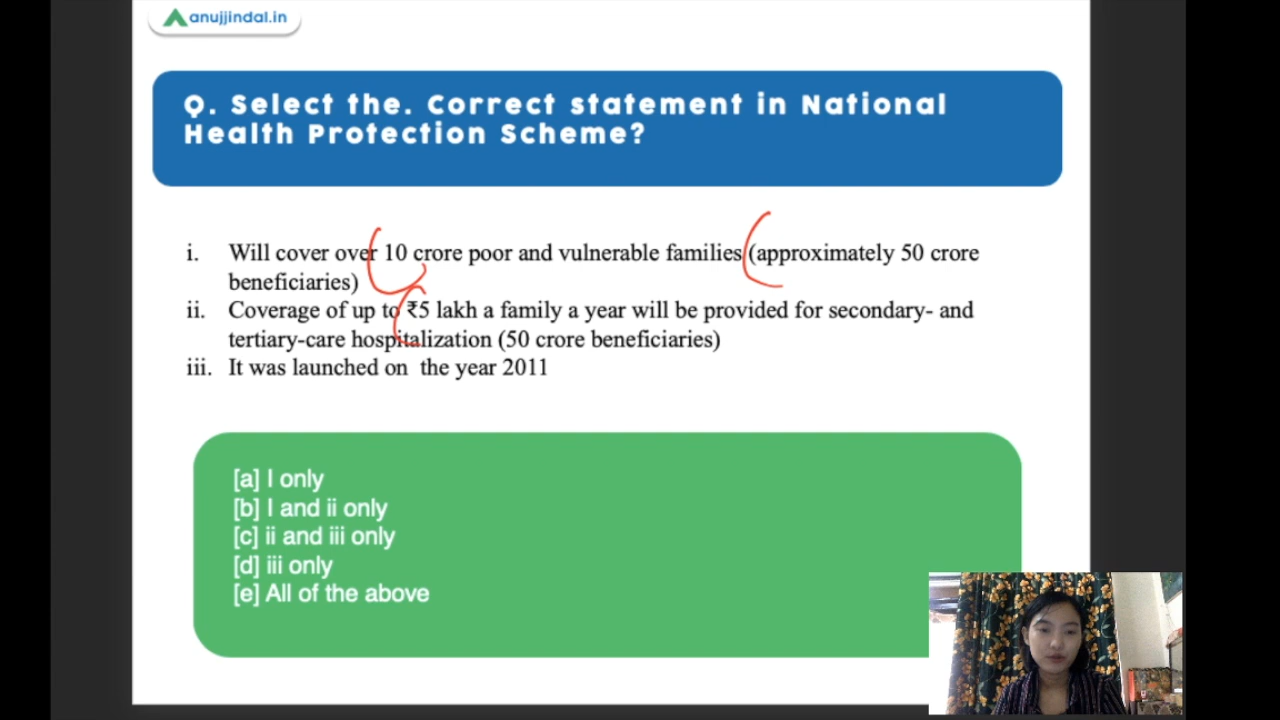 anujjindal.in
Q. Select the. Correct statement in National
Health Protection Scheme?
i. Will cover over 10 crore poor and vulnerable families (approximately 50 crore
beneficiaries)
ii. Coverage of up to ₹5 lakh a family a year will be provided for secondary- and
tertiary-care hospitalization (50 crore beneficiaries)
iii. It was launched on the year 2011
[a] I only
[b] I and ii only
[c] ii and iii only
[d] iii only
[e] All of the above